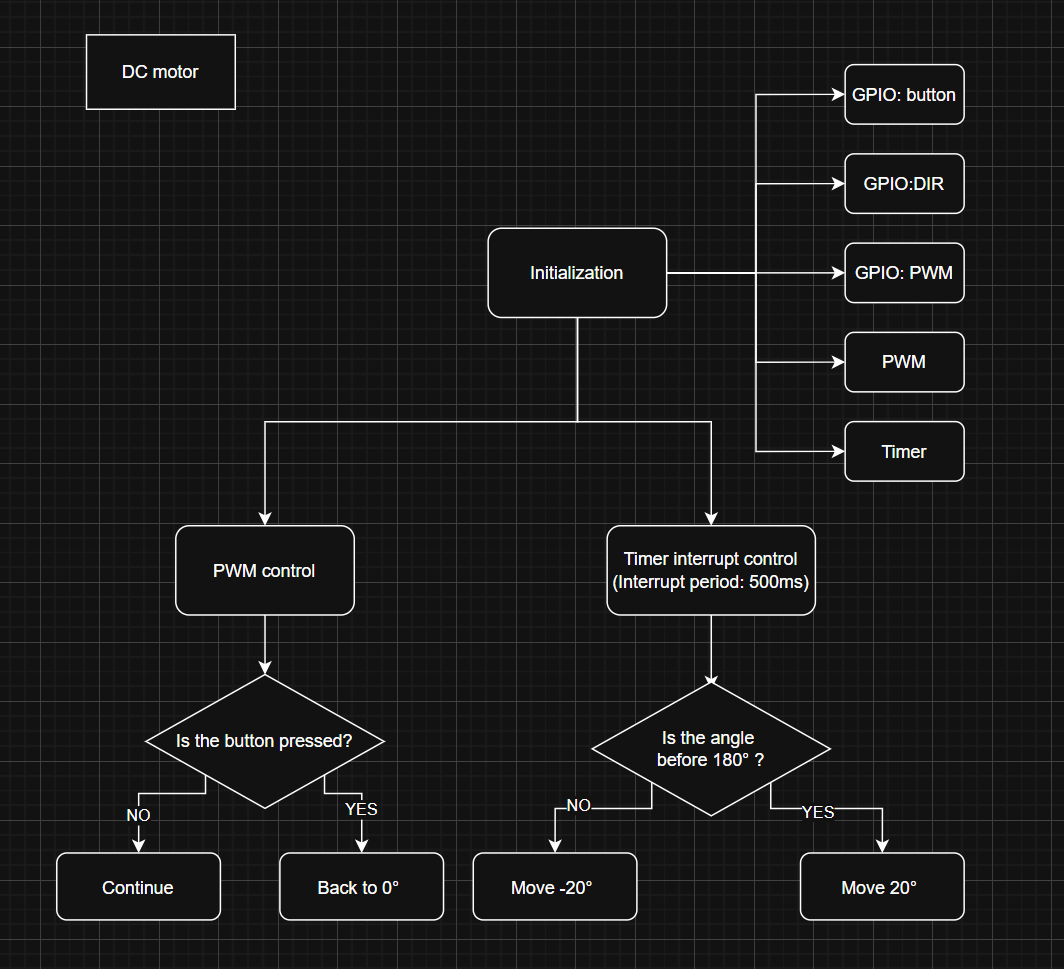 DC motor
GPIO: button
GPIO:DIR
Initialization
GPIO: PWM
PWM
Timer
PWM control
Timer interrupt control
(Interrupt period: 500ms)
Is the button pressed?
Is the angle
before 180° ?
NO
YES
NO
YES
Continue
Back to 0°
Move -20°
Move 20°